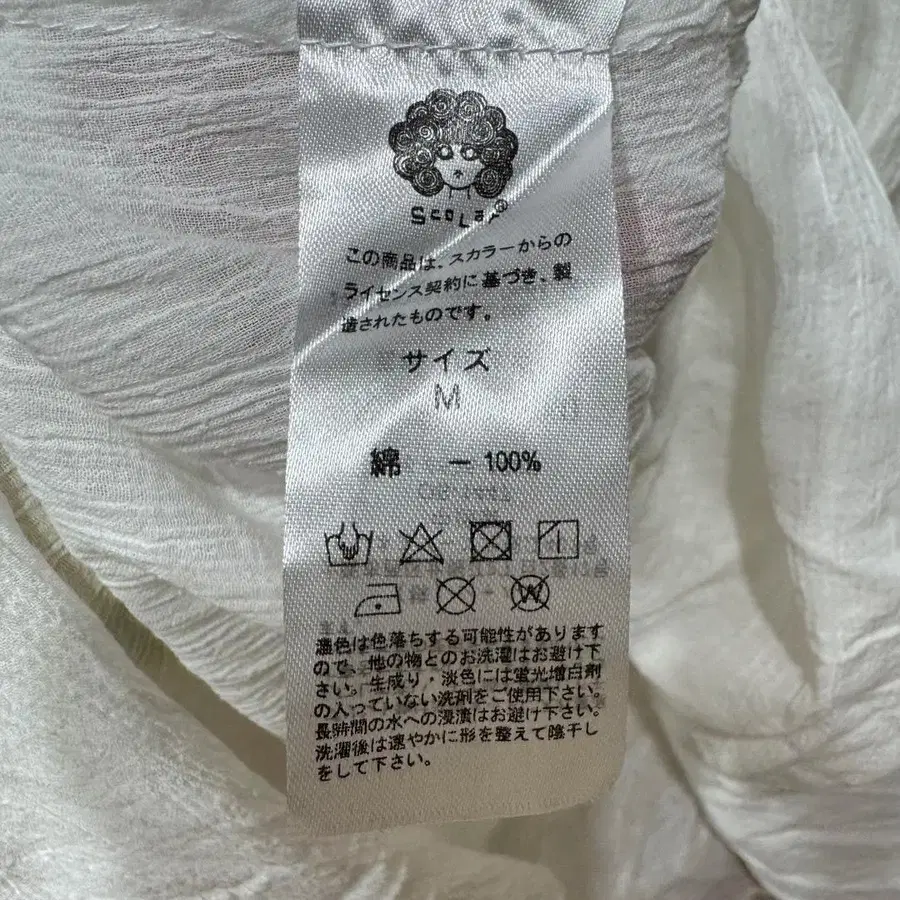 ScoLar®
この商品は、スカラーからの
ライセンス契約に基づき、製
造されたものです。
サイズ
M
綿 - 100%
W
濃色は色落ちする可能性があります
ので、他の物とのお洗濯はお避け下
さい。生成り・淡色には蛍光増白剤
の入っていない洗剤をご使用下さい。
長時間の水への浸漬はお避け下さい。
洗濯後は速やかに形を整えて陰干し
をして下さい。